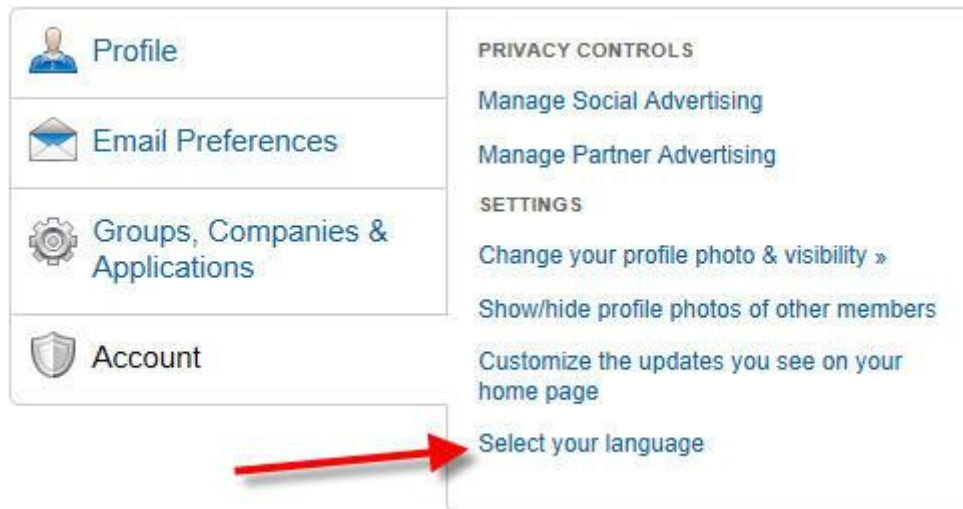 Profile
Email Preferences
Groups, Companies &
Applications
Account
PRIVACY CONTROLS
Manage Social Advertising
Manage Partner Advertising
SETTINGS
Change your profile photo & visibility »
Show/hide profile photos of other members
Customize the updates you see on your
home page
Select your language